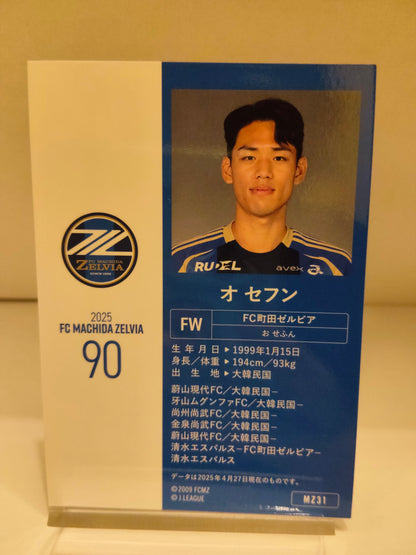 FC MACHIDA
ZELVIA
SINCE 1989
2025
FC MACHIDA ZELVIA
90
RUDEL
avex
オ セフン
FW
FC町田ゼルビア
お せふん
生年月日▶1999年1月15日
身長／体重▶194cm／93kg
出生地▶大韓民国
蔚山現代FC／大韓民国−
牙山ムグンファFC／大韓民国−
尚州尚武FC／大韓民国−
金泉尚武FC／大韓民国−
蔚山現代FC／大韓民国−
清水エスパルス−FC町田ゼルビア−
清水エスパルス
データは2025年4月27日現在のものです。
©2009 FCMZ
© J.LEAGUE
MZ31